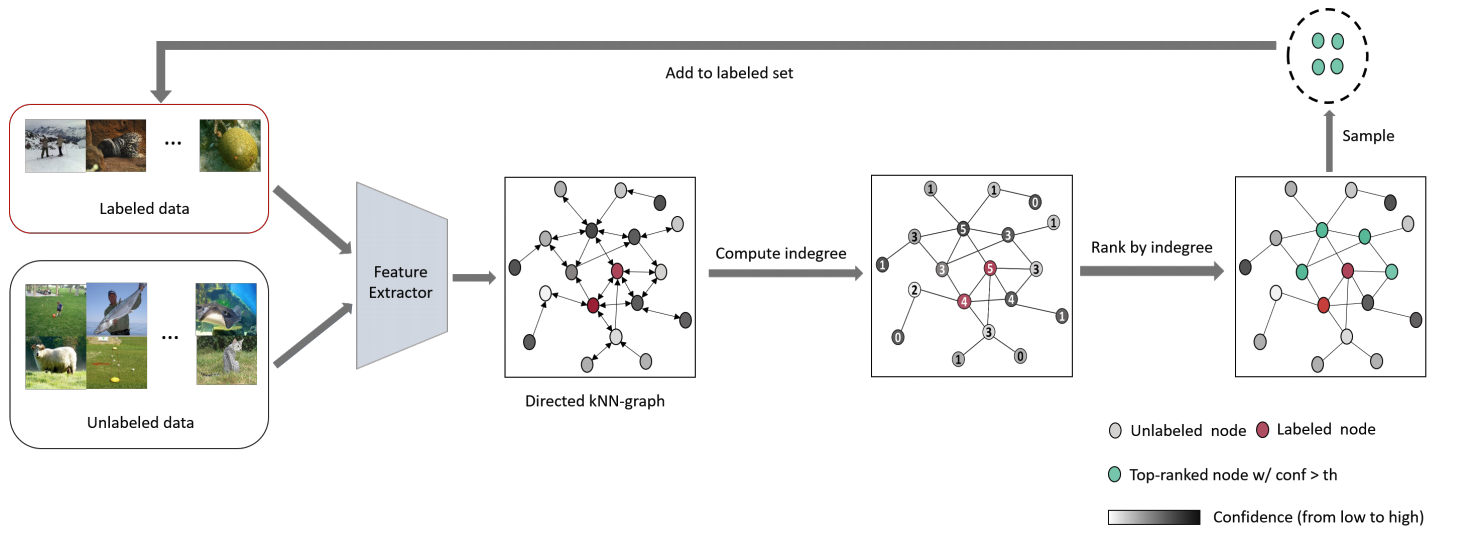 Add to labeled set
Sample
...
Labeled data
Feature
Extractor
Compute indegree
Rank by indegree
...
Unlabeled data
Directed kNN-graph
1
1
0
1
5
3
3
1
3
5
3
2
4
4
1
0
3
1
0
Unlabeled node
Labeled node
Top-ranked node w/ conf > th
Confidence (from low to high)